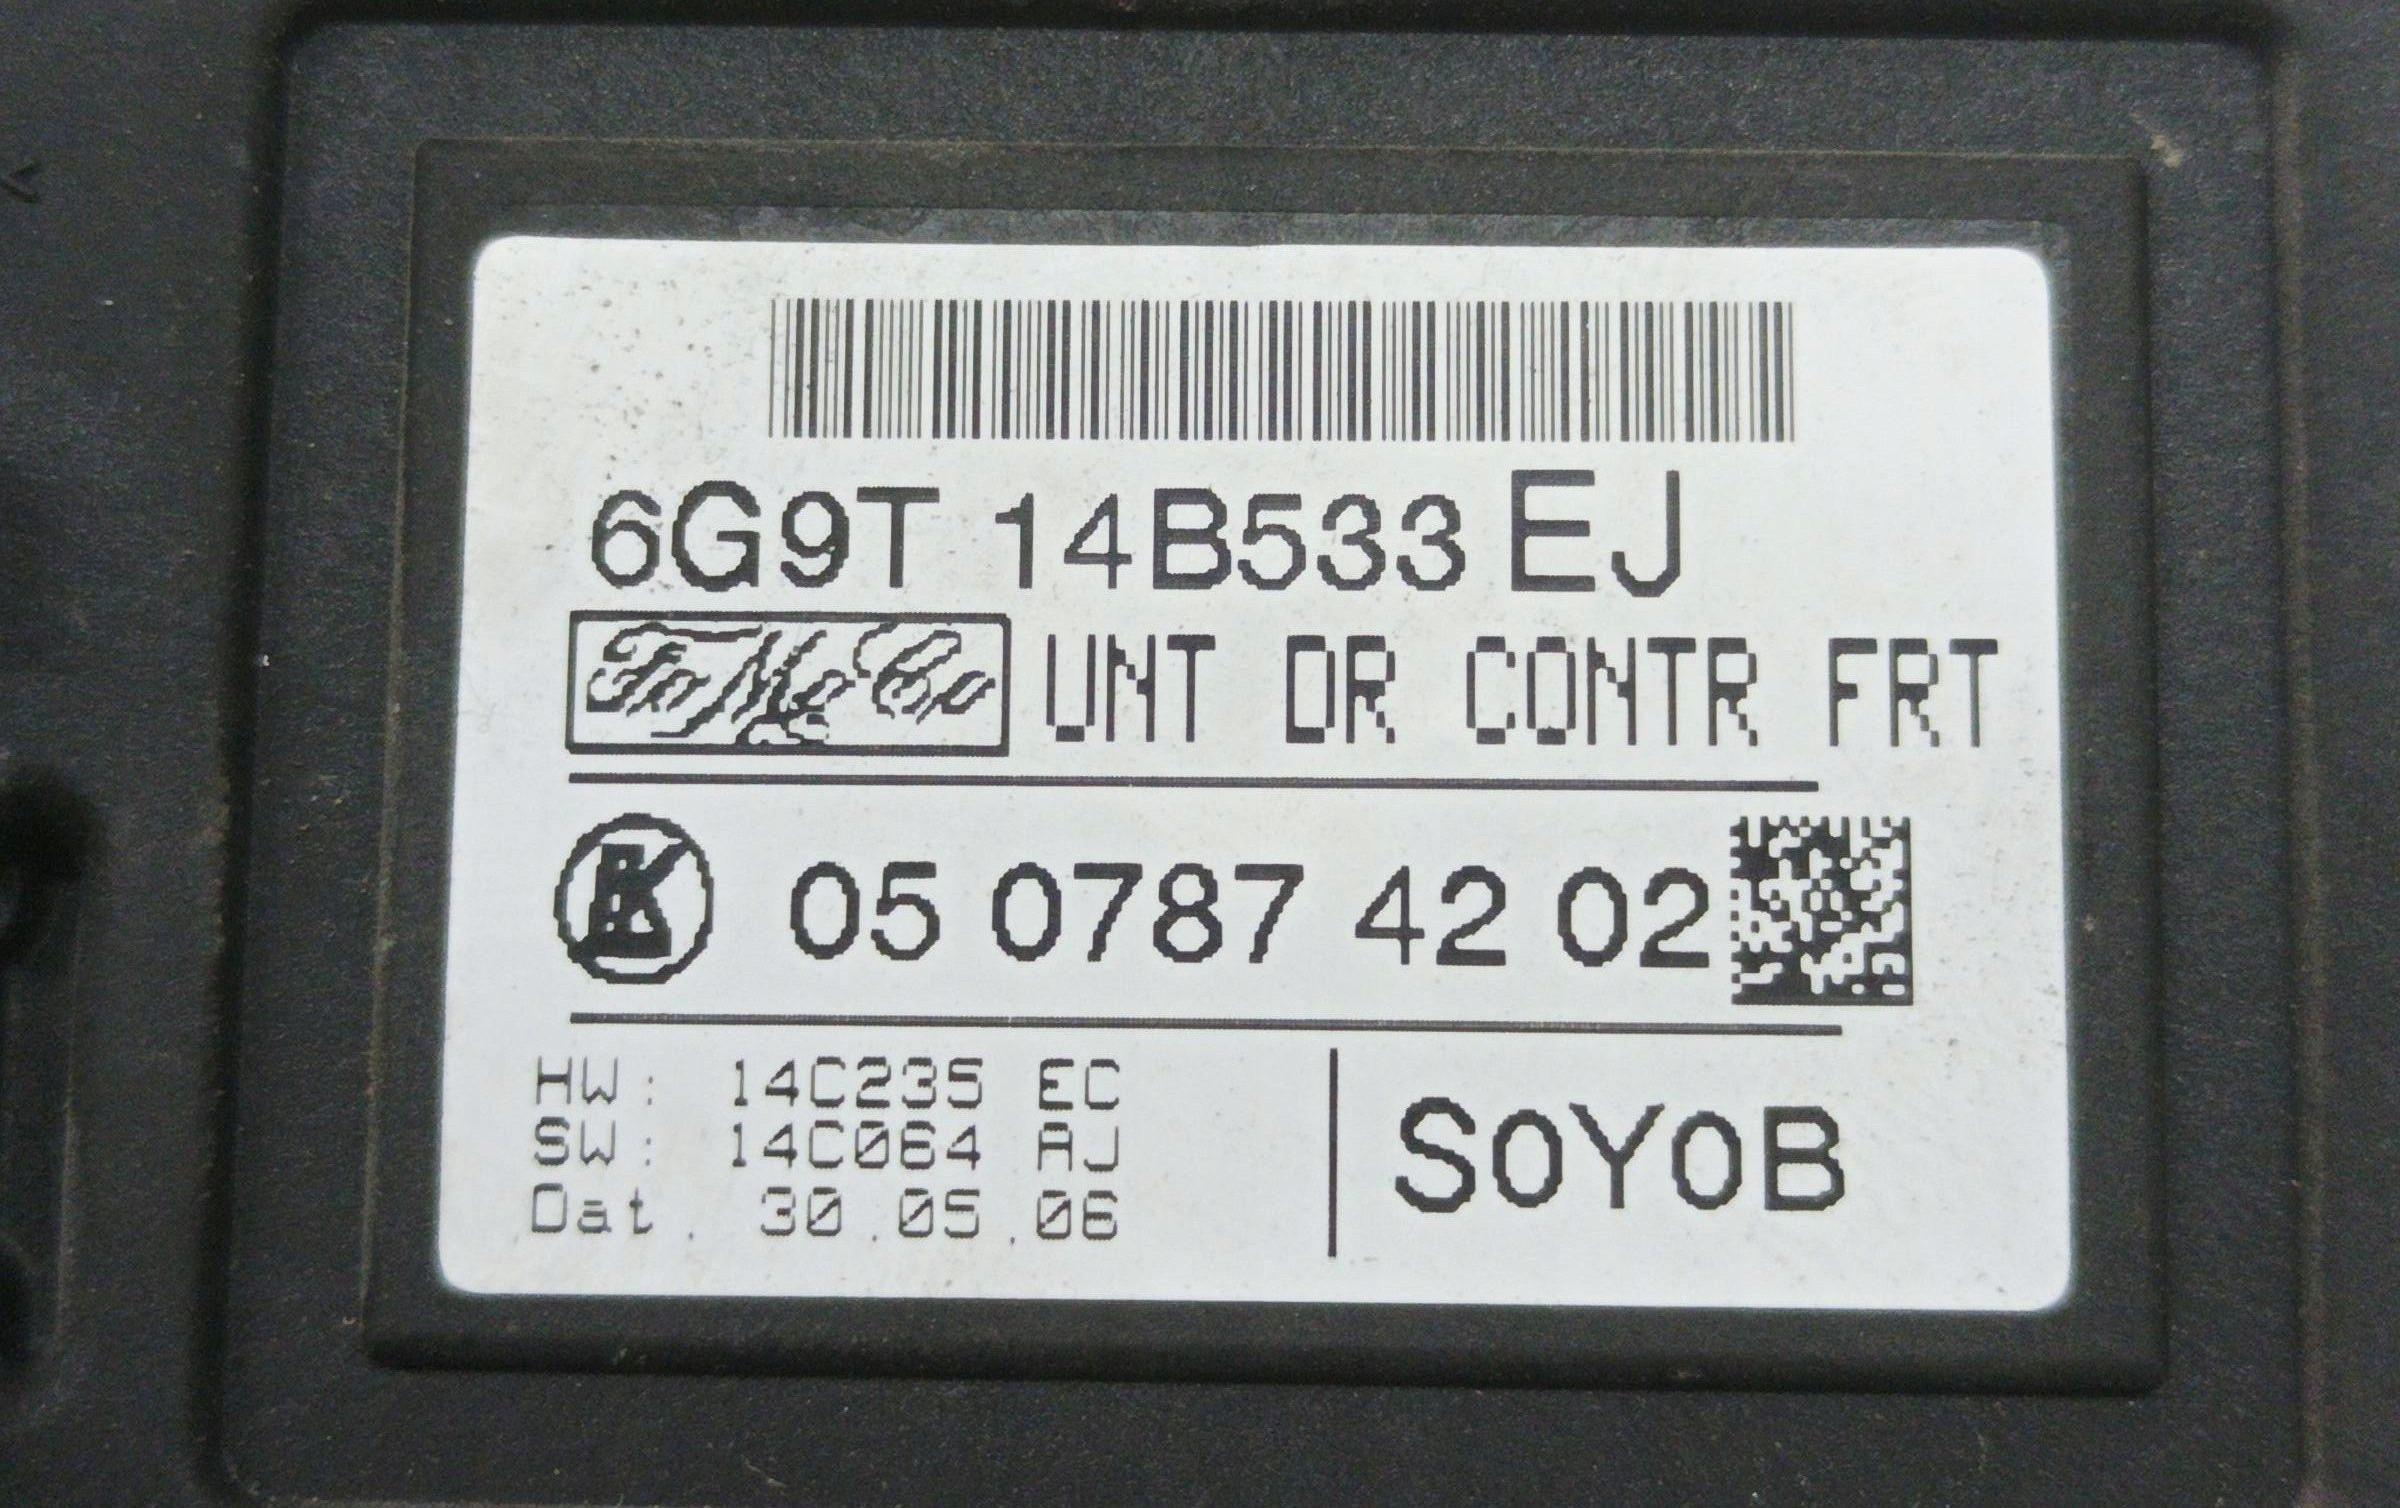 6G9T 14B533 EJ
FoMoCo UNT DR CONTR FRT
05 0787 42 02
HW: 14C235 EC
SW: 14C064 AJ
Dat. 30.05.06
S0Y0B